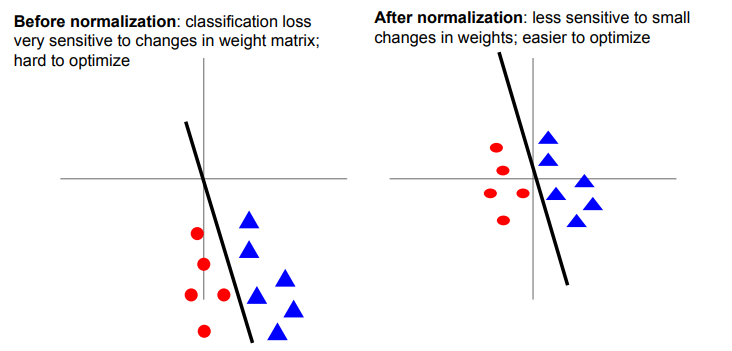 Before normalization: classification loss
very sensitive to changes in weight matrix;
hard to optimize
After normalization: less sensitive to small
changes in weights; easier to optimize